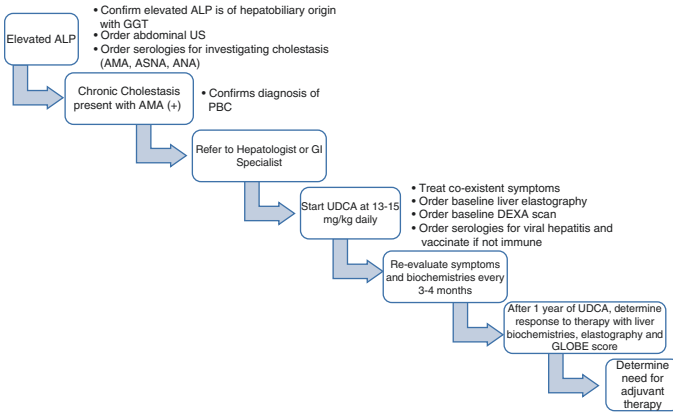 Elevated ALP
• Confirm elevated ALP is of hepatobiliary origin
with GGT
• Order abdominal US
• Order serologies for investigating cholestasis
(AMA, ASNA, ANA)
Chronic Cholestasis
present with AMA (+)
• Confirms diagnosis of
PBC
Refer to Hepatologist or GI
Specialist
Start UDCA at 13-15
mg/kg daily
• Treat co-existent symptoms
• Order baseline liver elastography
• Order baseline DEXA scan
• Order serologies for viral hepatitis and
vaccinate if not immune
Re-evaluate symptoms
and biochemistries every
3-4 months
After 1 year of UDCA, determine
response to therapy with liver
biochemistries, elastography and
GLOBE score
Determine
need for
adjuvant
therapy